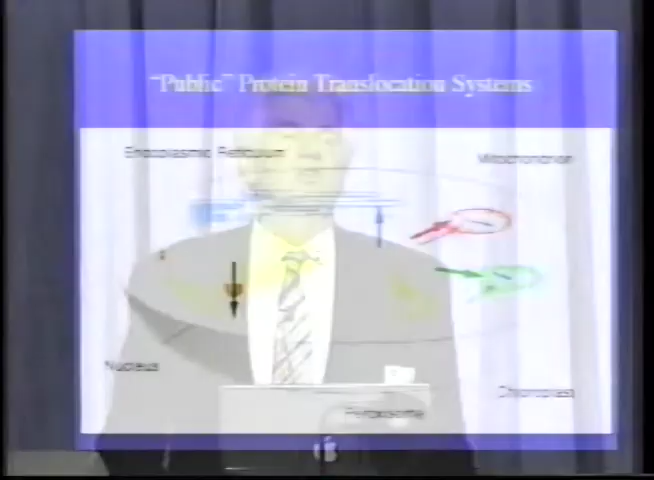 “Public” Protein Translocation Systems
Endoplasmic Reticulum
Mitochondrion
Nucleus
Chloroplast
Peroxisome